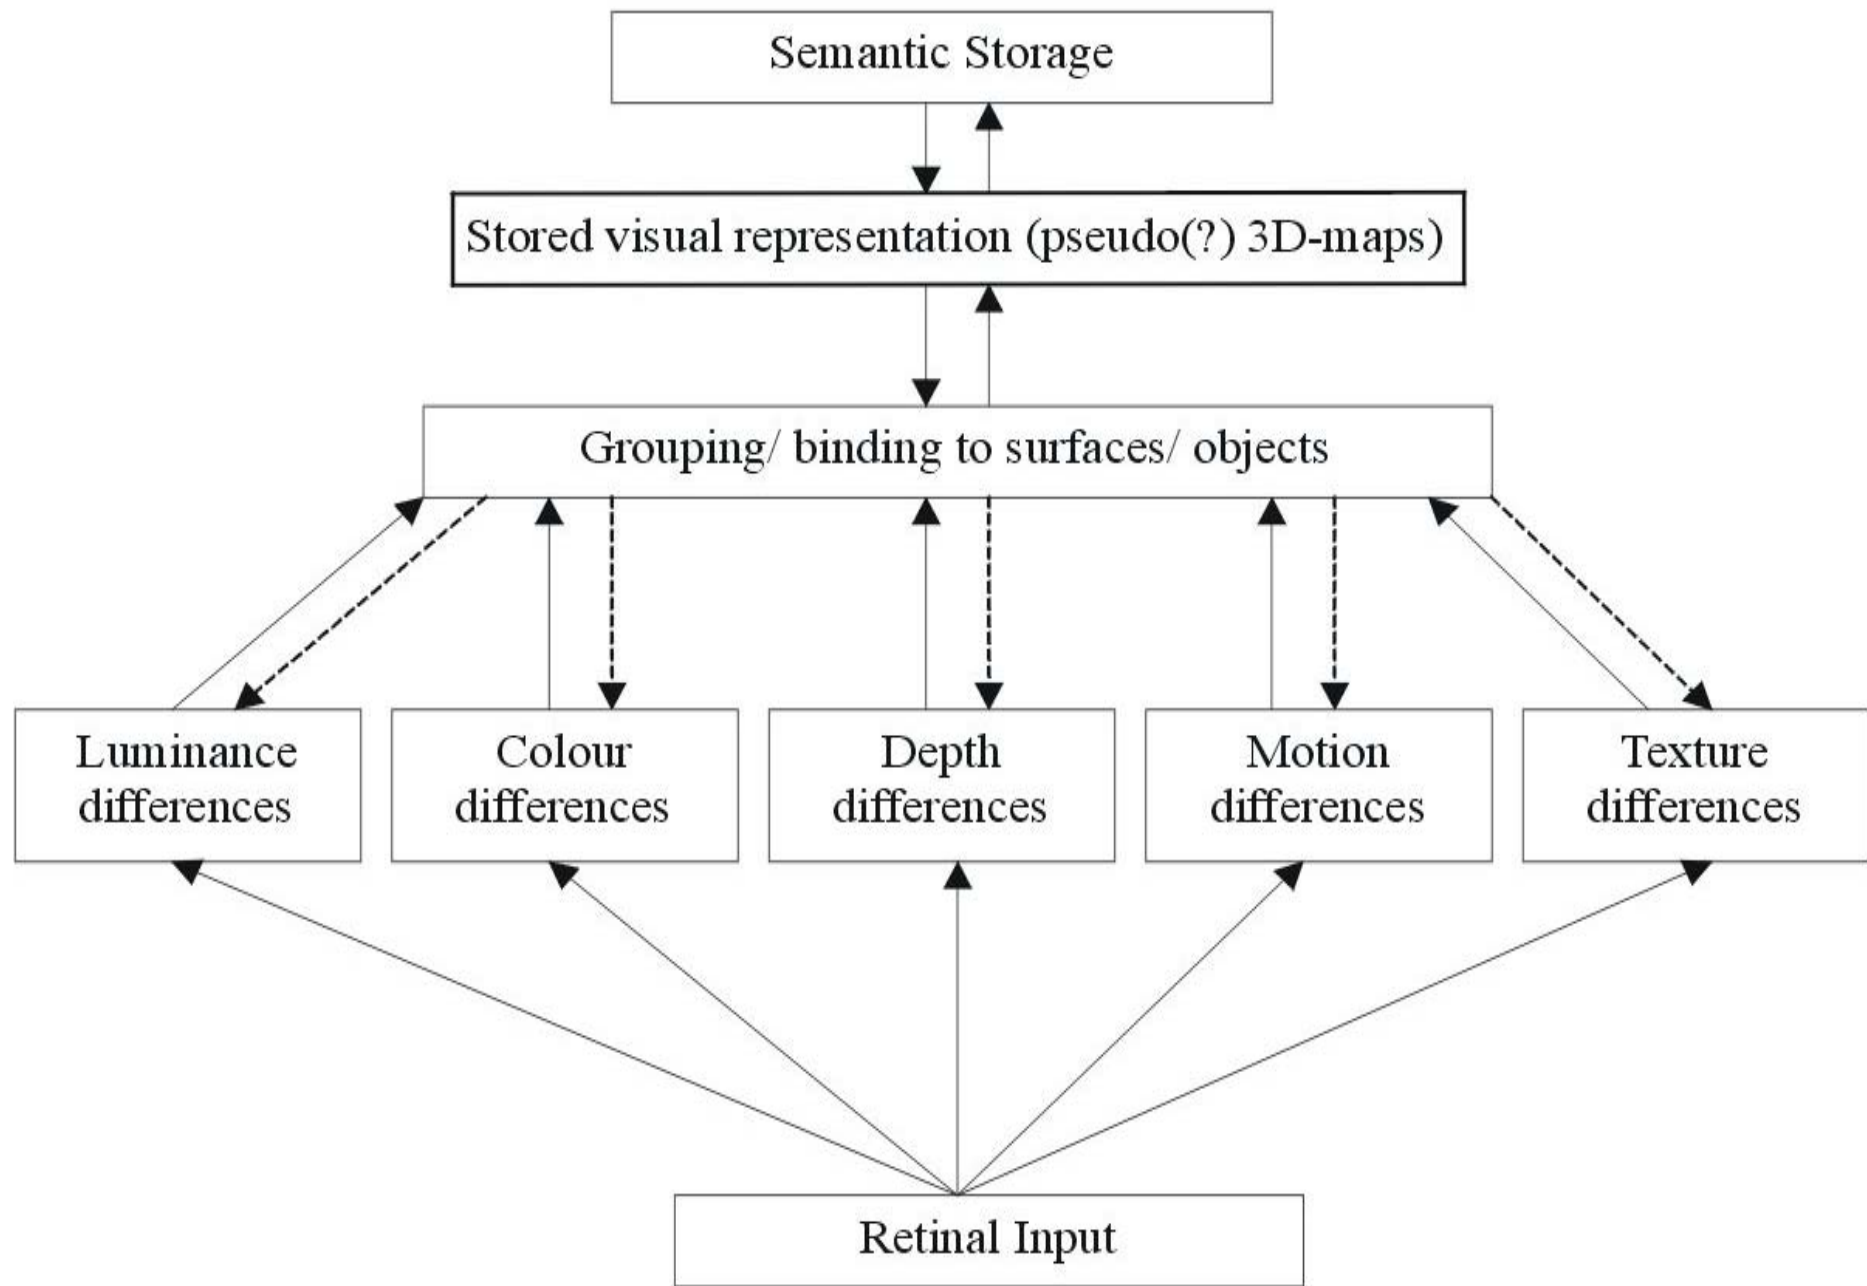 Semantic Storage
Stored visual representation (pseudo(?) 3D-maps)
Grouping/ binding to surfaces/ objects
Luminance
differences
Colour
differences
Depth
differences
Motion
differences
Texture
differences
Retinal Input